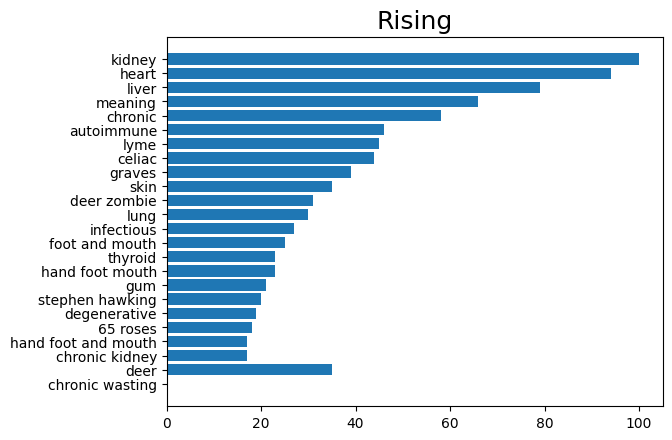 Rising
kidney
heart
liver
meaning
chronic
autoimmune
lyme
celiac
graves
skin
deer zombie
lung
infectious
foot and mouth
thyroid
hand foot mouth
gum
stephen hawking
degenerative
65 roses
hand foot and mouth
chronic kidney
deer
chronic wasting
0 20 40 60 80 100